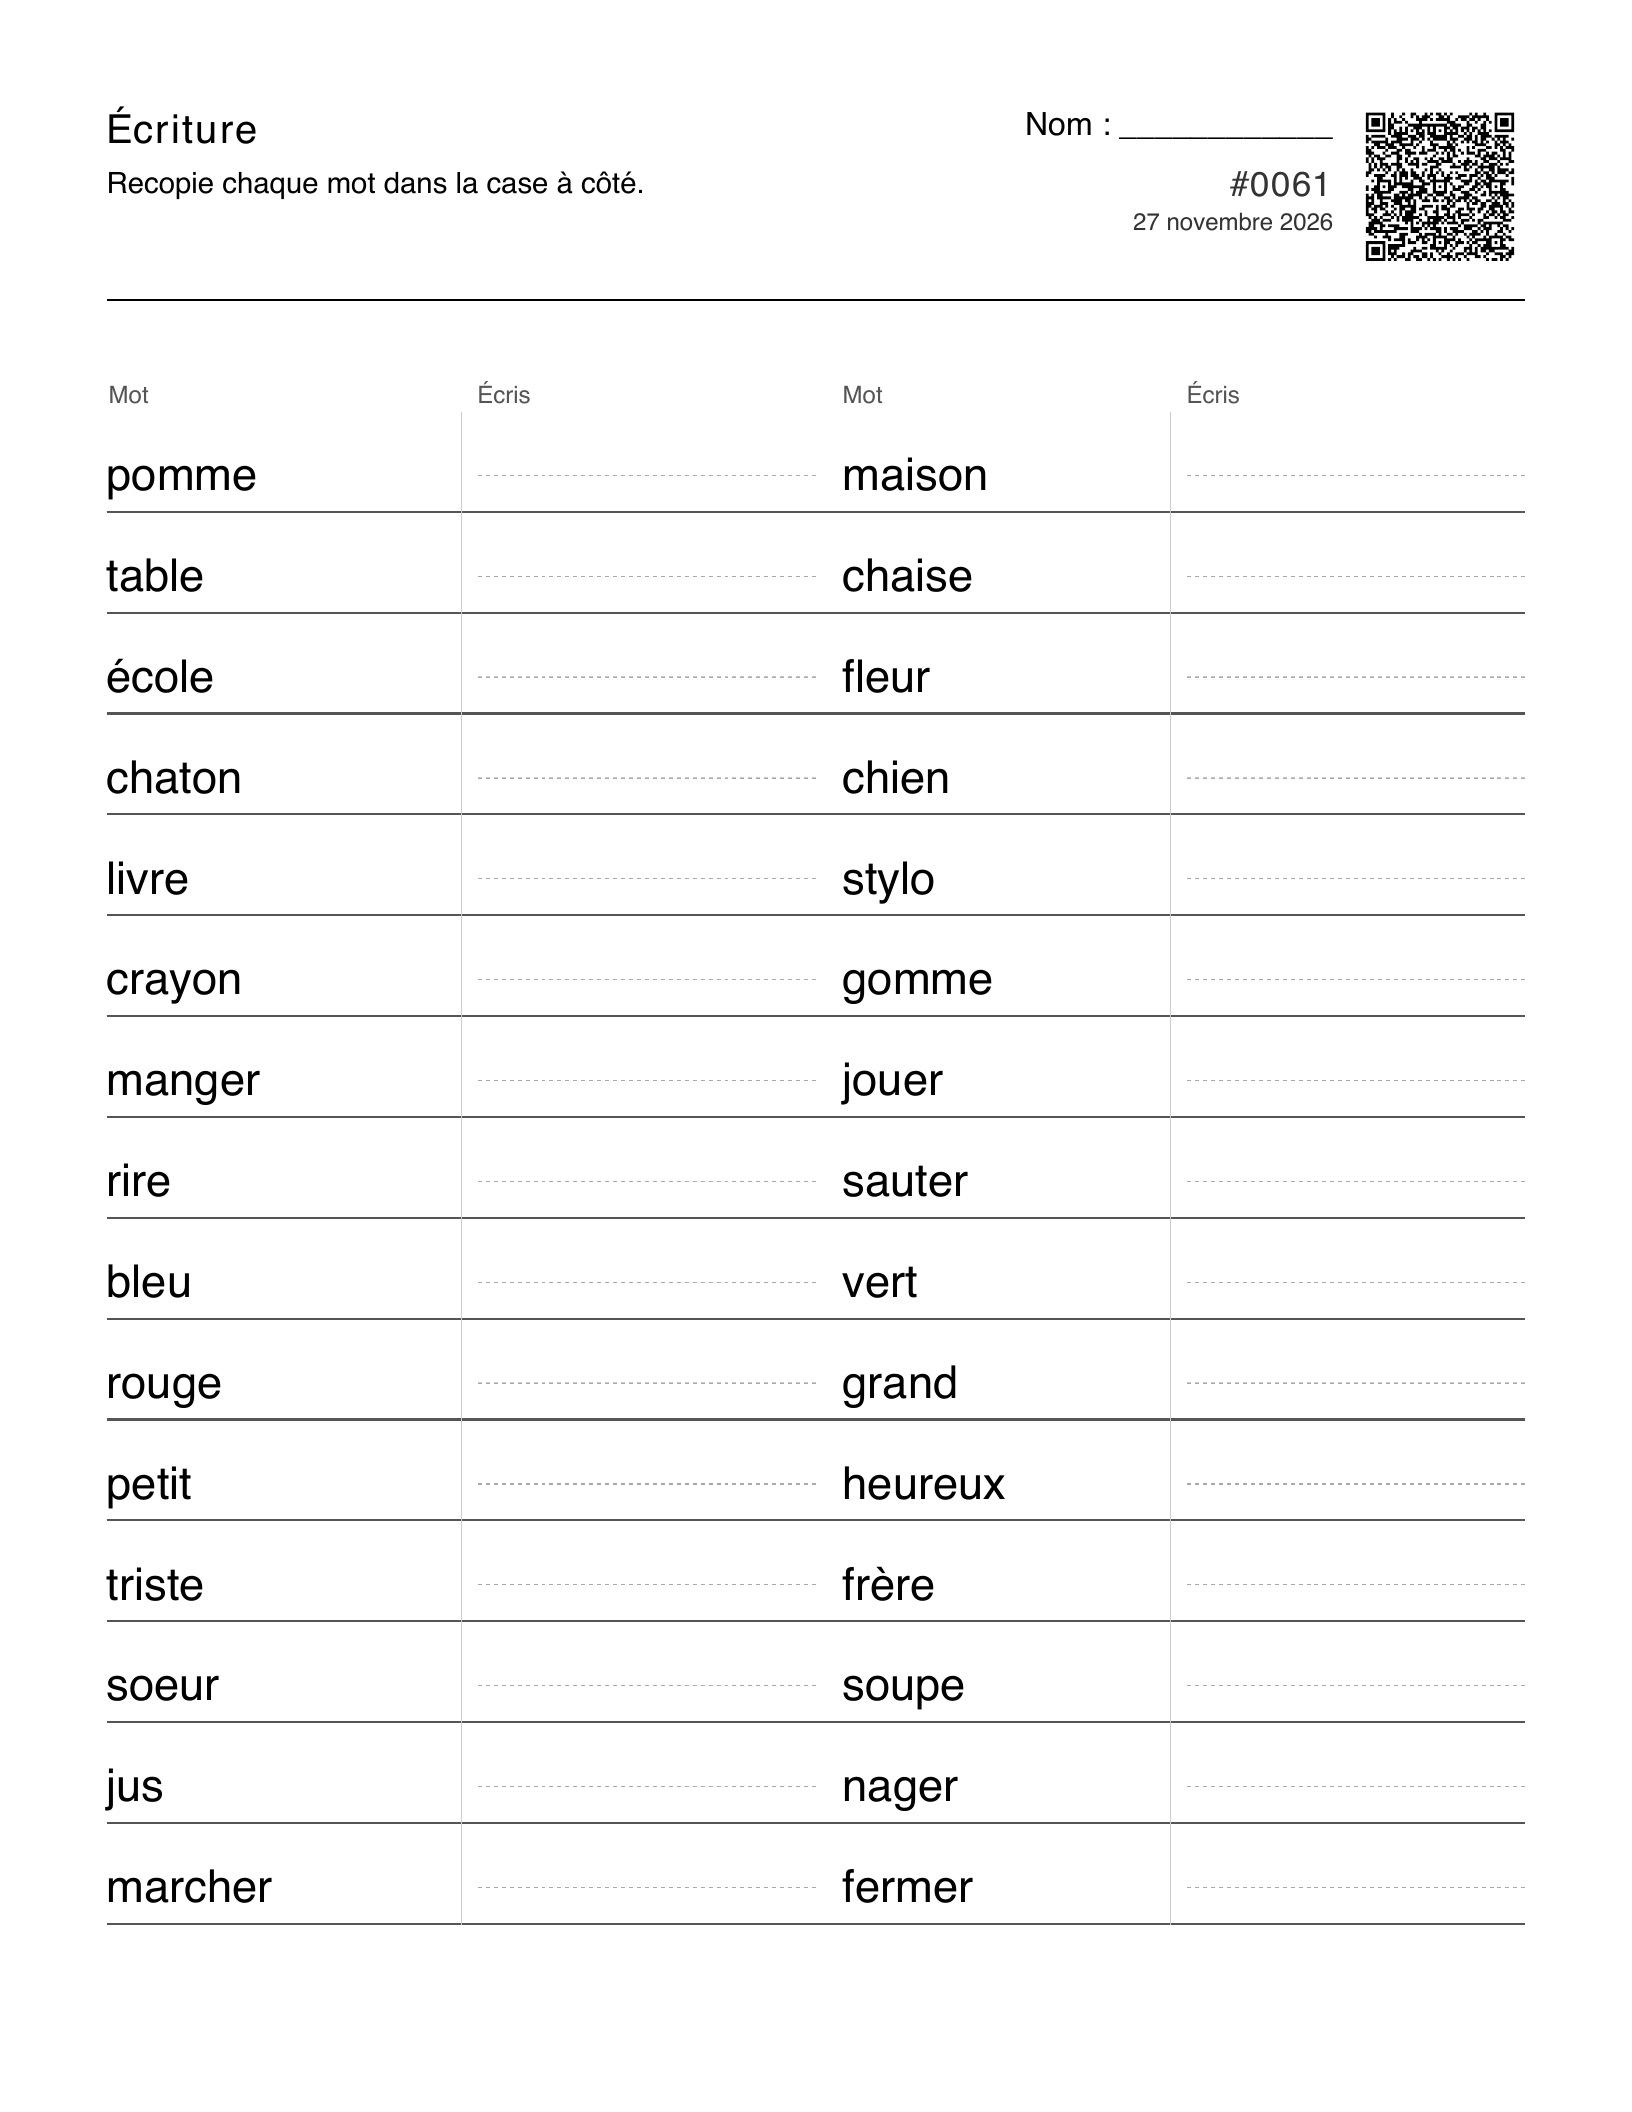 Écriture
Recopie chaque mot dans la case à côté.
Nom : ____________
#0061
27 novembre 2026
Mot Écris Mot Écris
pomme maison
table chaise
école fleur
chaton chien
livre stylo
crayon gomme
manger jouer
rire sauter
bleu vert
rouge grand
petit heureux
triste frère
soeur soupe
jus nager
marcher fermer